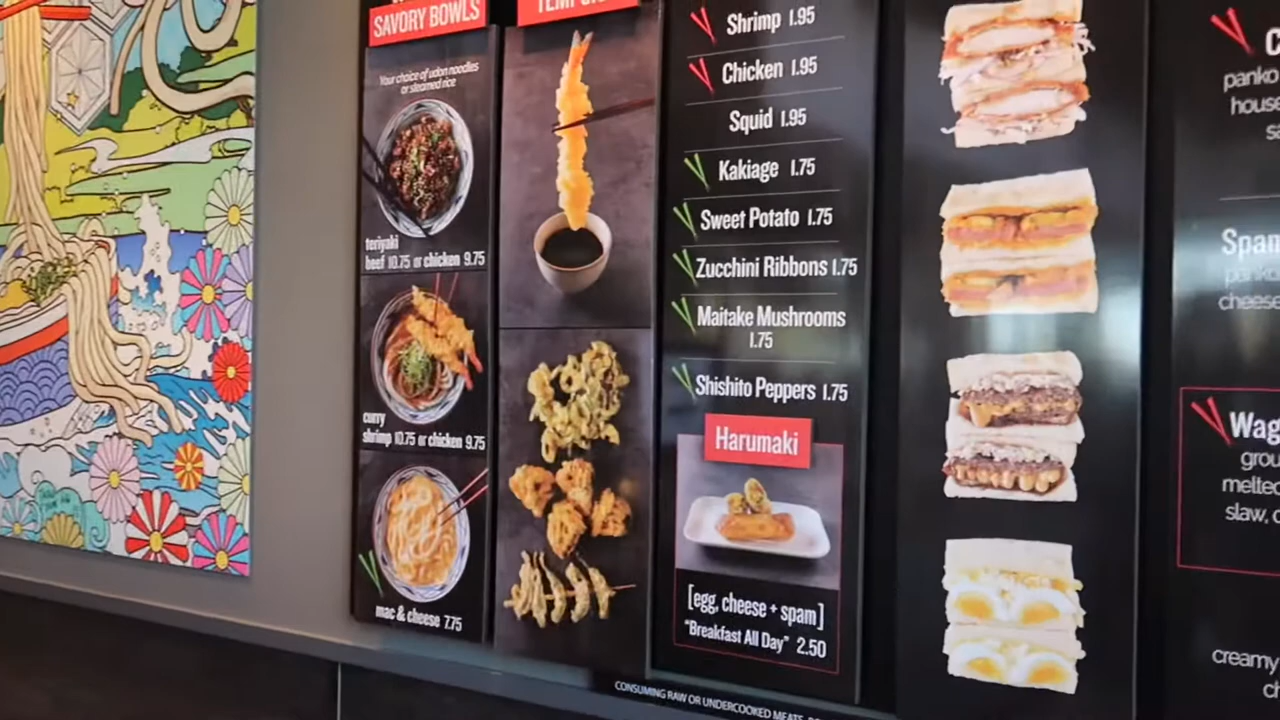 SAVORY BOWLS
Your choice of udon noodles
or steamed rice
teriyaki
beef 10.75 or chicken 9.75
curry
shrimp 10.75 or chicken 9.75
mac & cheese 7.75
Shrimp 1.95
Chicken 1.95
Squid 1.95
Kakiage 1.75
Sweet Potato 1.75
Zucchini Ribbons 1.75
Maitake Mushrooms
1.75
Shishito Peppers 1.75
Harumaki
[egg, cheese + spam]
"Breakfast All Day" 2.50
CONSUMING RAW OR UNDERCOOKED MEATS,
C
panko
house
s
Spam
panko
cheese
Wag
grou
melted
slaw, c
creamy
ch